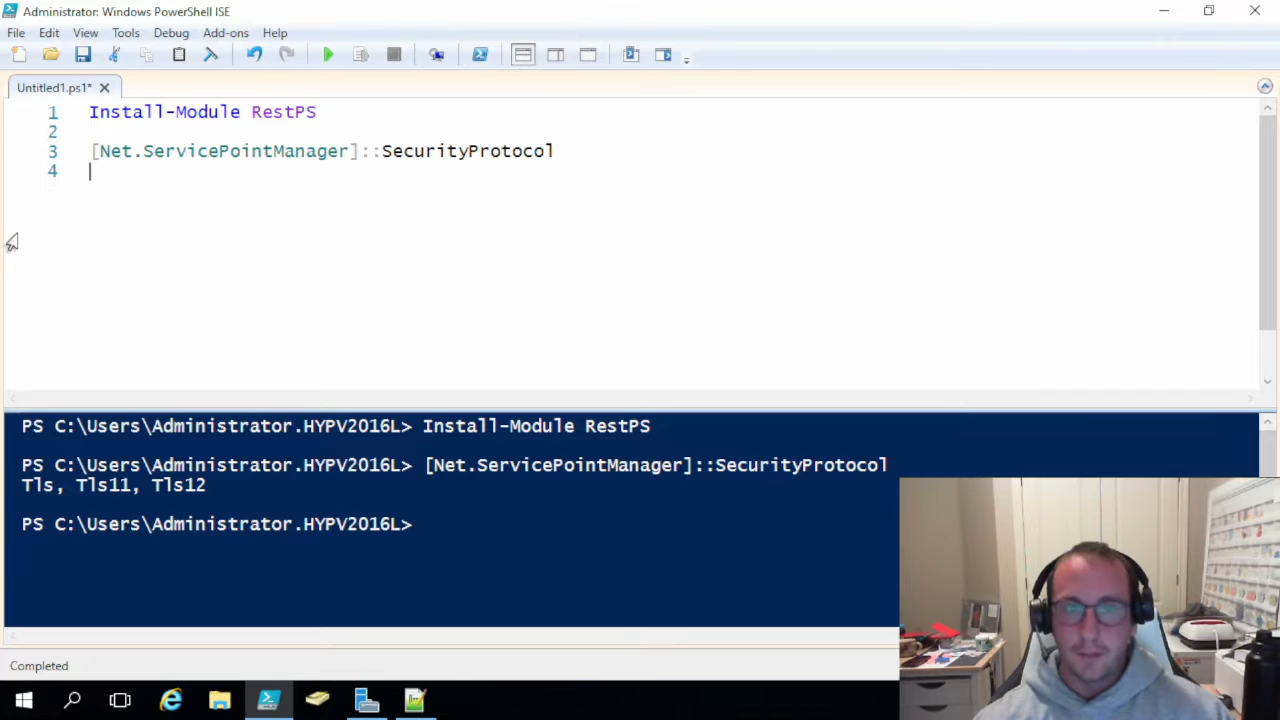 Administrator: Windows PowerShell ISE
File Edit View Tools Debug Add-ons Help
Untitled1.ps1*
1 Install-Module RestPS
2
3 [Net.ServicePointManager]::SecurityProtocol
4
PS C:\Users\Administrator.HYPV2016L> Install-Module RestPS
PS C:\Users\Administrator.HYPV2016L> [Net.ServicePointManager]::SecurityProtocol
Tls, Tls11, Tls12
PS C:\Users\Administrator.HYPV2016L>
Completed